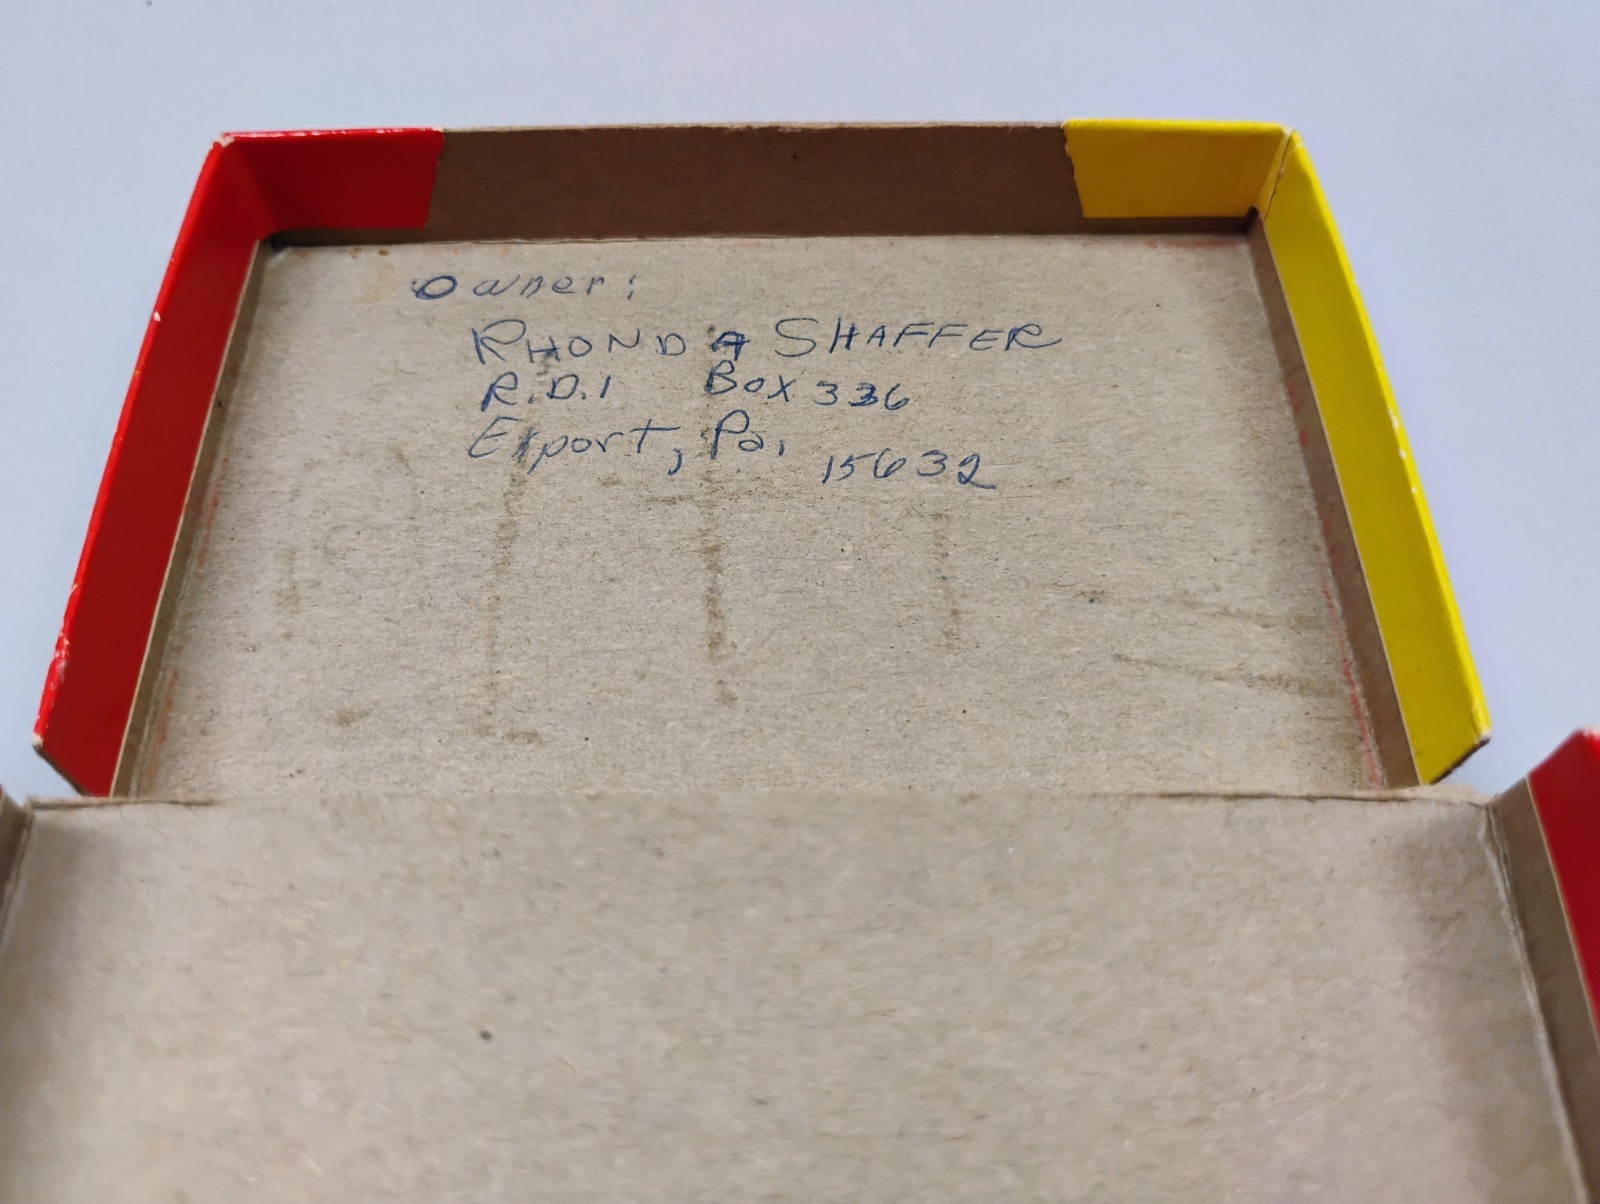 Owner:
RHONDA SHAFFER
R.D.1 Box 336
Export, Pa. 15632